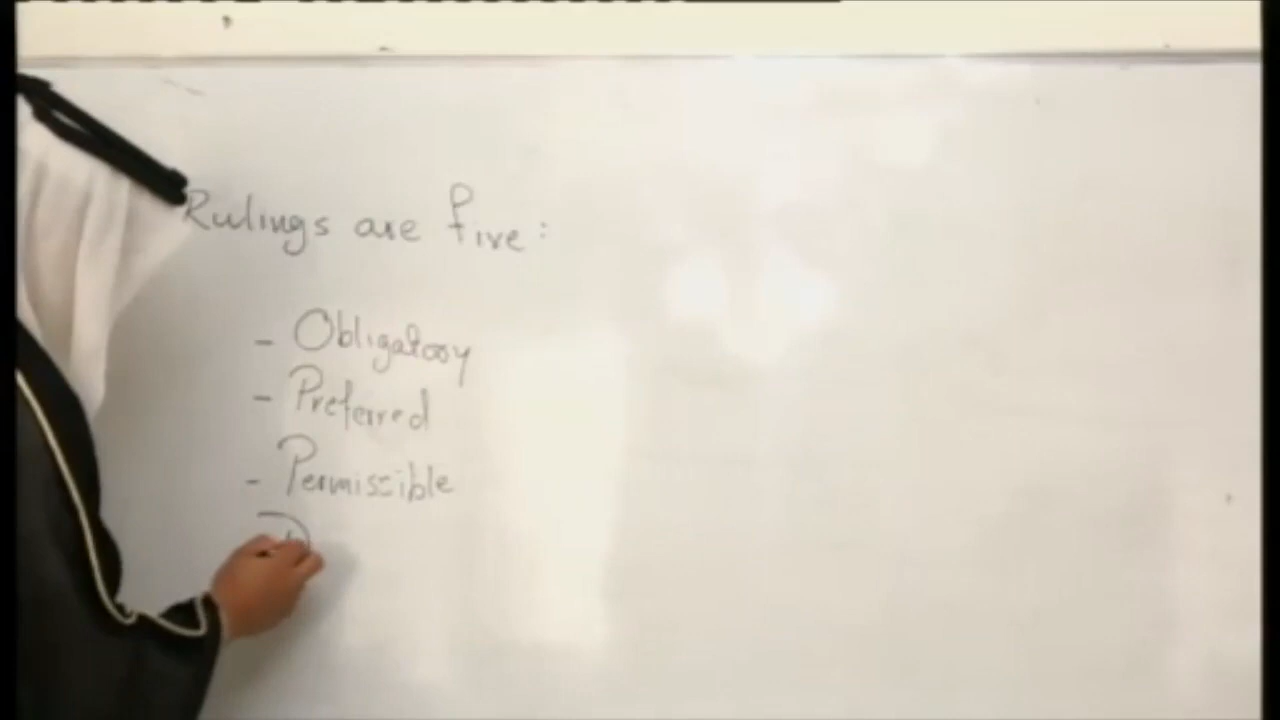 Rulings are five:
- Obligatory
- Preferred
- Permissible